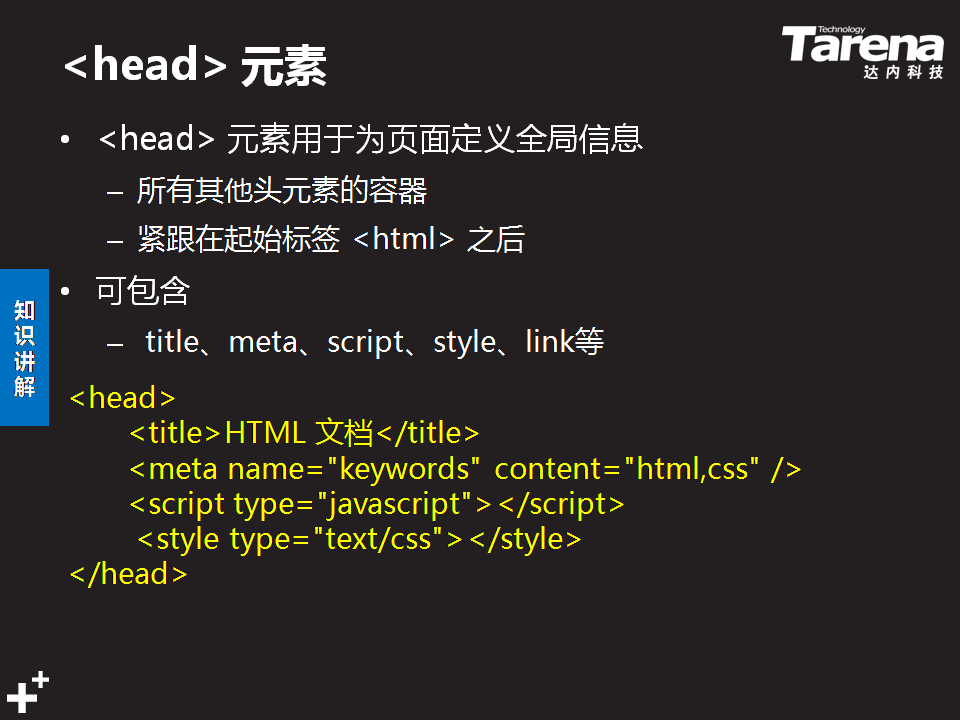 <head> 元素
Technology
Tarena
达内科技
• <head> 元素用于为页面定义全局信息
– 所有其他头元素的容器
– 紧跟在起始标签 <html> 之后
• 可包含
– title、meta、script、style、link等
知识讲解
<head>
<title>HTML 文档</title>
<meta name="keywords" content="html,css" />
<script type="javascript"></script>
<style type="text/css"></style>
</head>